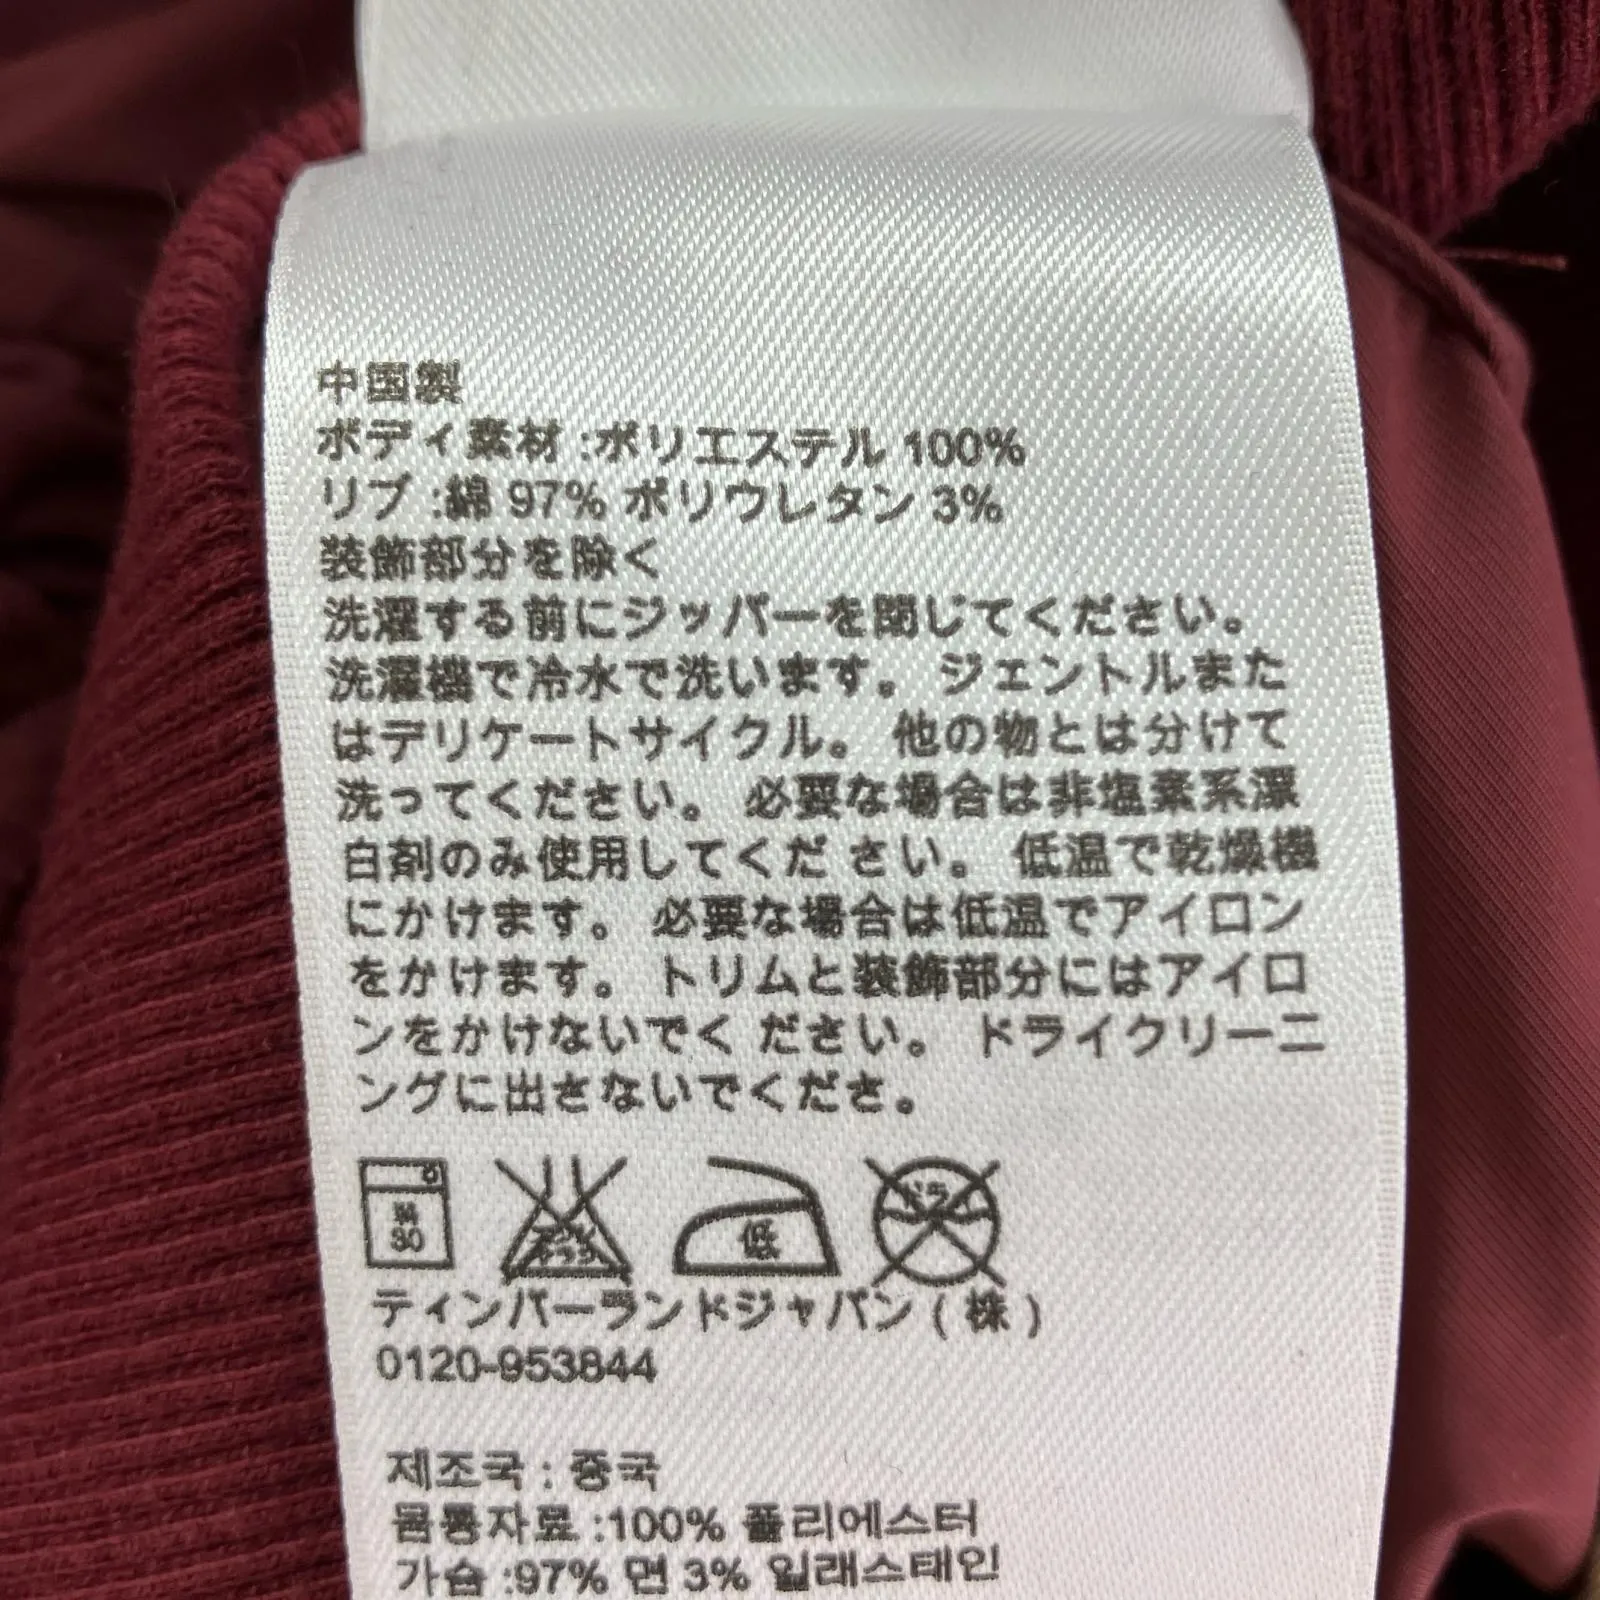 中国製
ボディ素材 :ポリエステル 100%
リブ :綿 97% ポリウレタン 3%
装飾部分を除く
洗濯する前にジッパーを閉じてください。
洗濯機で冷水で洗います。 ジェントルまた
はデリケートサイクル。 他の物とは分けて
洗ってください。 必要な場合は非塩素系漂
白剤のみ使用してくだ さい。 低温で乾燥機
にかけます。 必要な場合は低温でアイロン
をかけます。 トリムと装飾部分にはアイロ
ンをかけないでく ださい。 ドライクリーニ
ングに出さないでくださ。
30 低 ドライ
ティンバーランドジャパン ( 株 )
0120-953844
제조국 : 중국
몸통자료 :100% 폴리에스터
가슴 :97% 면 3% 일래스태인